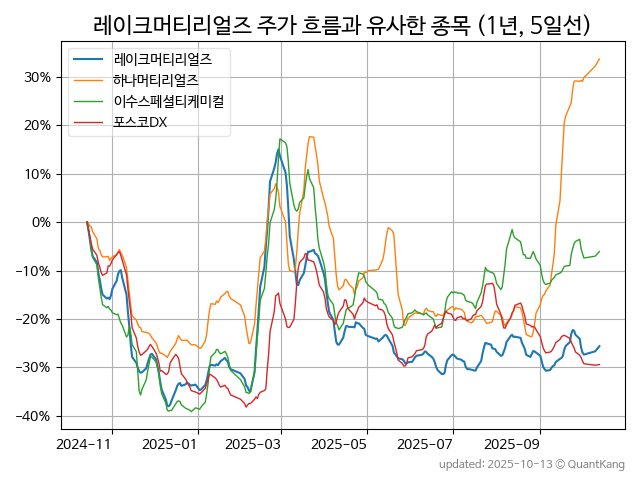 레이크머티리얼즈 주가 흐름과 유사한 종목 (1년, 5일선)
레이크머티리얼즈
하나머티리얼즈
이수스페셜티케미컬
포스코DX
30%
20%
10%
0%
−10%
−20%
−30%
−40%
2024-11 2025-01 2025-03 2025-05 2025-07 2025-09
updated: 2025-10-13 © QuantKang